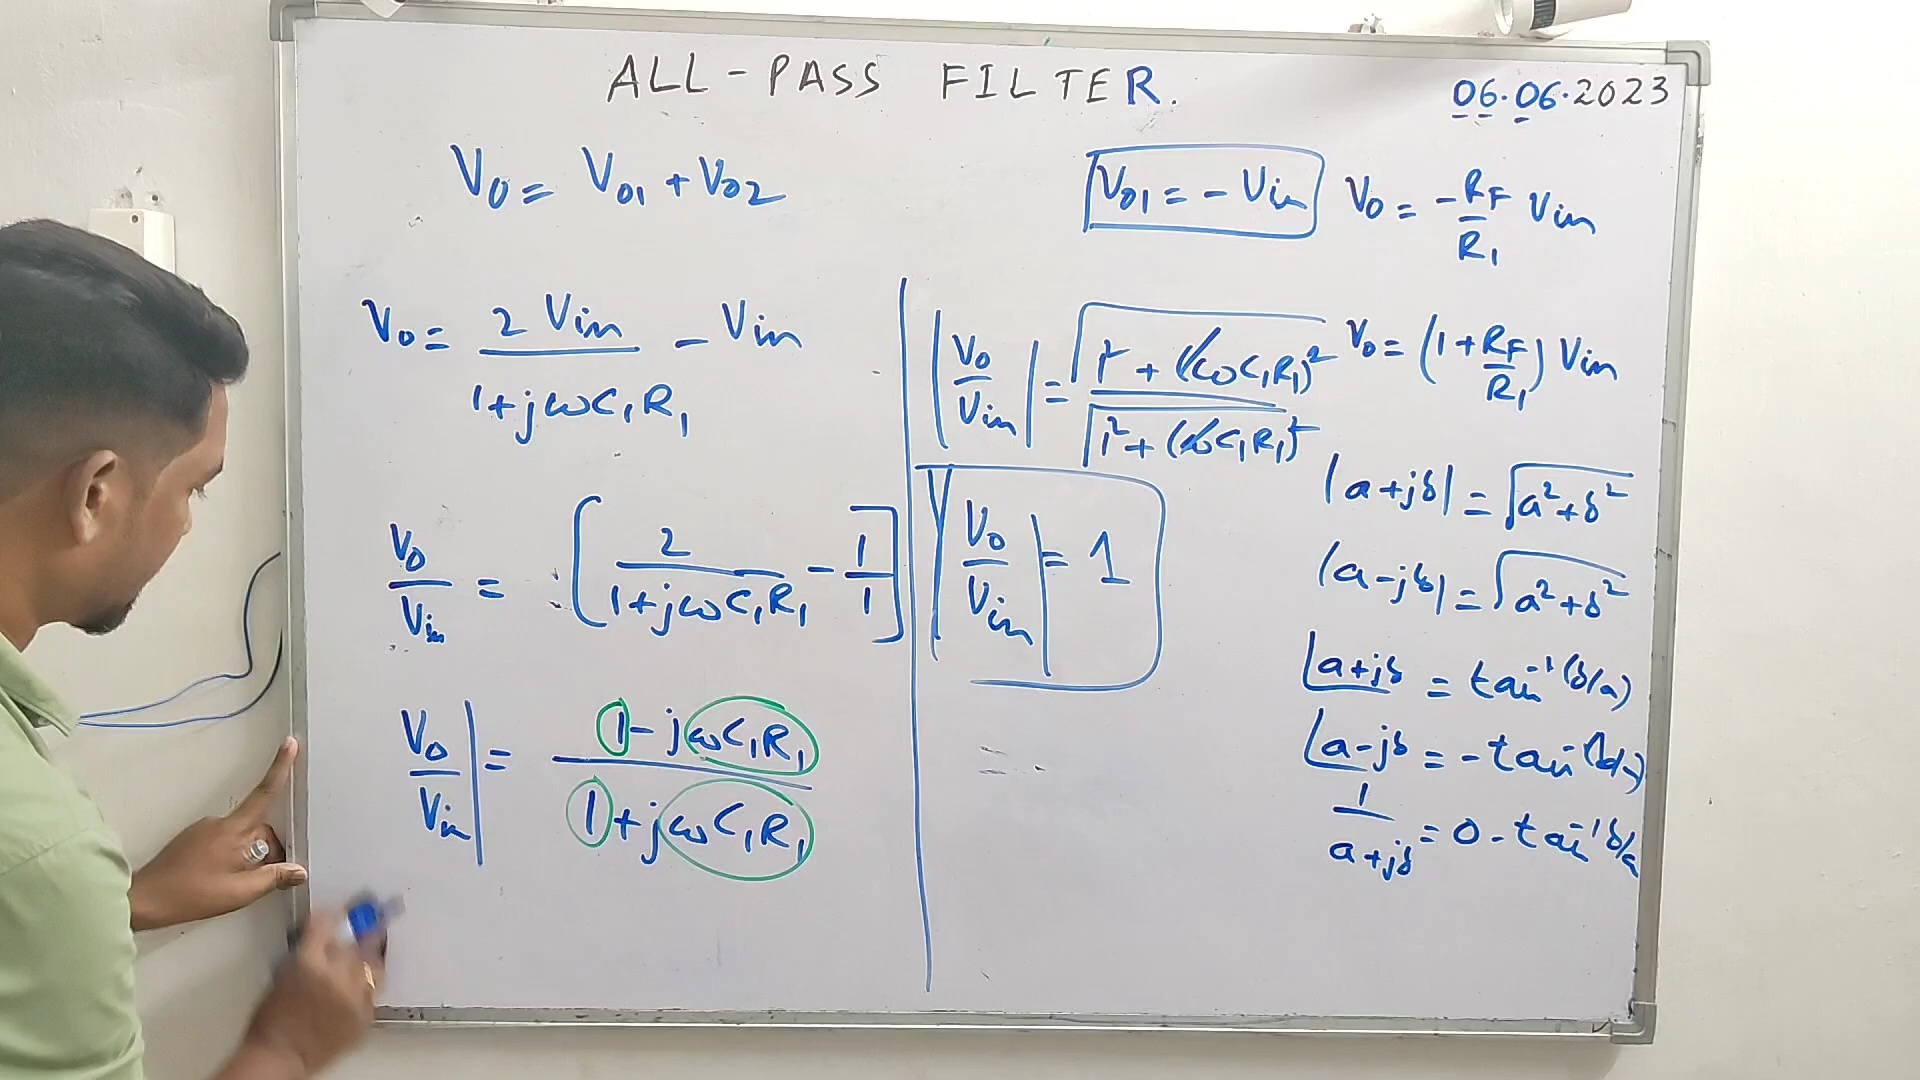 ALL-PASS FILTER.
06.06.2023
V0 = V01 + V02
V01 = - Vin
V0 = -RF/R1 Vin
V0 = 2 Vin / 1+jωC1R1 - Vin
|V0/Vin| = √1²+(ωC1R1)² / √1²+(ωC1R1)²
V0 = (1+RF/R1) Vin
V0/Vin = [2 / 1+jωC1R1 - 1/1]
|V0/Vin| = 1
V0/Vin| = 1-jωC1R1 / 1+jωC1R1
|a+jb| = √a²+b²
|a-jb| = √a²+b²
∠a+jb = tan⁻¹(b/a)
∠a-jb = -tan⁻¹(b/a)
1/a+jb = 0-tan⁻¹b/a